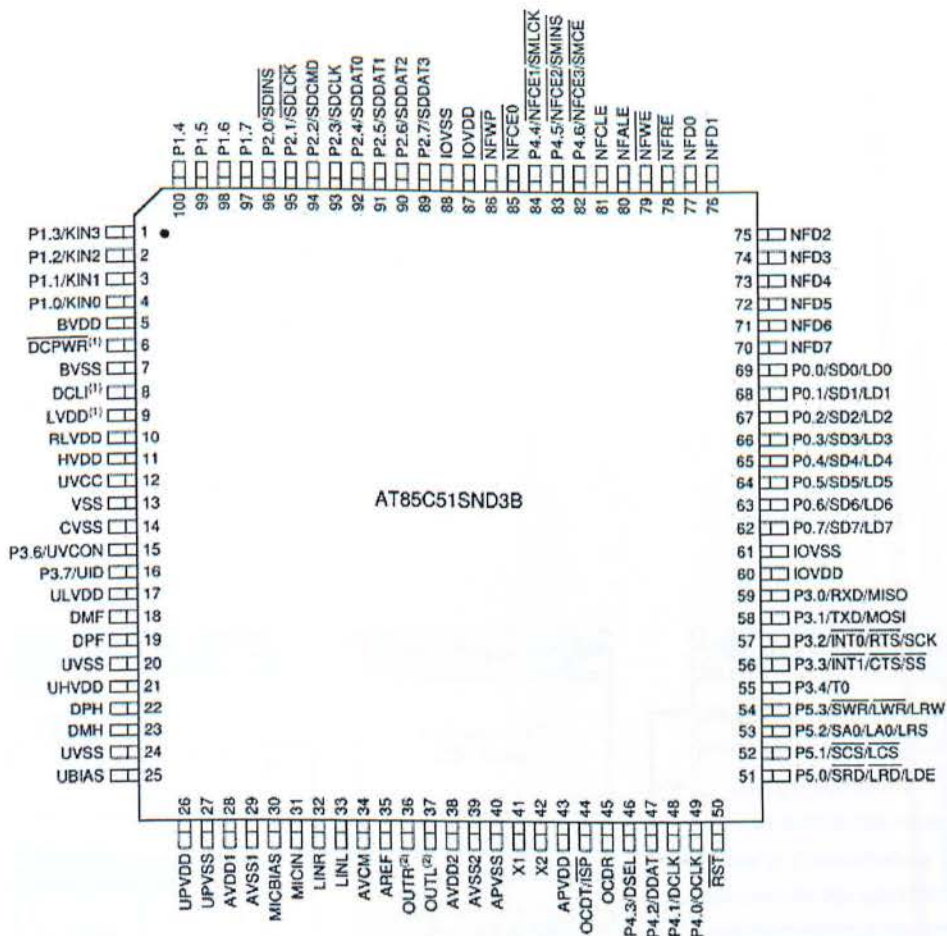 P1.4
P1.5
P1.6
P1.7
P2.0/SDINS
P2.1/SDLCK
P2.2/SDCMD
P2.3/SDCLK
P2.4/SDDAT0
P2.5/SDDAT1
P2.6/SDDAT2
P2.7/SDDAT3
IOVSS
IOVDD
NFWP
NFCE0
P4.4/NFCE1/SMLCK
P4.5/NFCE2/SMINS
P4.6/NFCE3/SMCE
NFCLE
NFALE
NFWE
NFRE
NFD0
NFD1
100 99 98 97 96 95 94 93 92 91 90 89 88 87 86 85 84 83 82 81 80 79 78 77 76
P1.3/KIN3 1
P1.2/KIN2 2
P1.1/KIN1 3
P1.0/KIN0 4
BVDD 5
DCPWR(1) 6
BVSS 7
DCLI(1) 8
LVDD(1) 9
RLVDD 10
HVDD 11
UVCC 12
VSS 13
CVSS 14
P3.6/UVCON 15
P3.7/UID 16
ULVDD 17
DMF 18
DPF 19
UVSS 20
UHVDD 21
DPH 22
DMH 23
UVSS 24
UBIAS 25
AT85C51SND3B
75 NFD2
74 NFD3
73 NFD4
72 NFD5
71 NFD6
70 NFD7
69 P0.0/SD0/LD0
68 P0.1/SD1/LD1
67 P0.2/SD2/LD2
66 P0.3/SD3/LD3
65 P0.4/SD4/LD4
64 P0.5/SD5/LD5
63 P0.6/SD6/LD6
62 P0.7/SD7/LD7
61 IOVSS
60 IOVDD
59 P3.0/RXD/MISO
58 P3.1/TXD/MOSI
57 P3.2/INT0/RTS/SCK
56 P3.3/INT1/CTS/SS
55 P3.4/T0
54 P5.3/SWR/LWR/LRW
53 P5.2/SA0/LA0/LRS
52 P5.1/SCS/LCS
51 P5.0/SRD/LRD/LDE
26 27 28 29 30 31 32 33 34 35 36 37 38 39 40 41 42 43 44 45 46 47 48 49 50
UPVDD
UPVSS
AVDD1
AVSS1
MICBIAS
MICIN
LINR
LINL
AVCM
AREF
OUTR(2)
OUTL(2)
AVDD2
AVSS2
APVSS
X1
X2
APVDD
OCDT/ISP
OCDR
P4.3/DSEL
P4.2/DDAT
P4.1/DCLK
P4.0/OCLK
RST